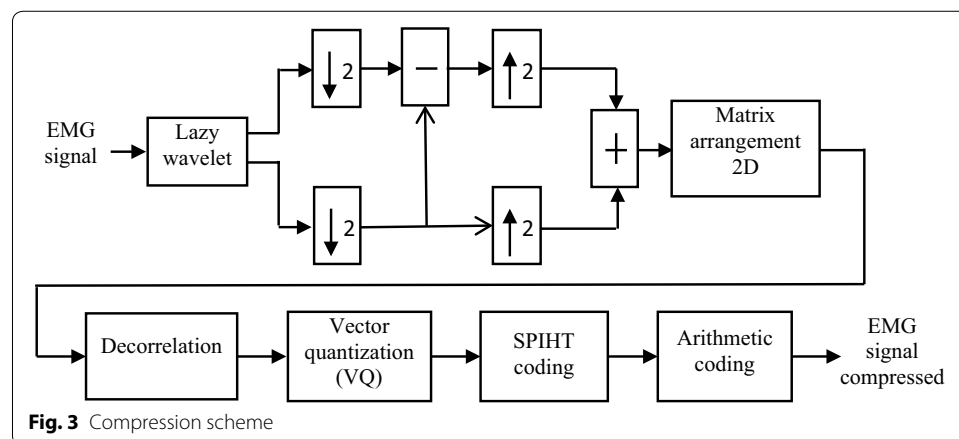 EMG
signal
Lazy
wavelet
↓ 2
−
↑ 2
↓ 2
↑ 2
+
Matrix
arrangement
2D
Decorrelation
Vector
quantization
(VQ)
SPIHT
coding
Arithmetic
coding
EMG
signal
compressed
Fig. 3 Compression scheme